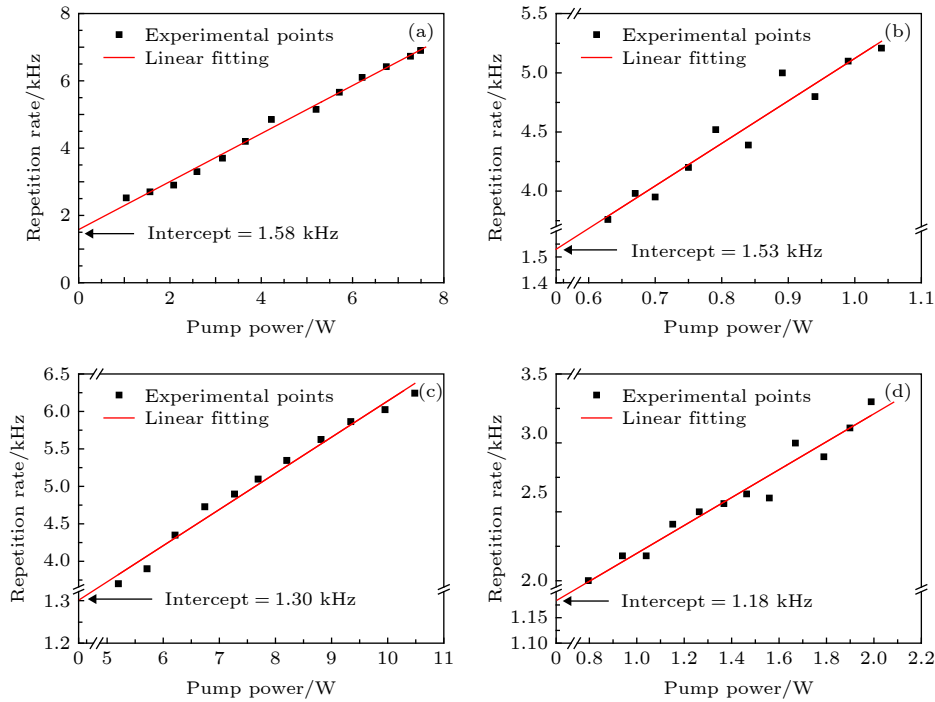 8
6
4
2
0
0
2
4
6
8
Repetition rate/kHz
Pump power/W
(a)
Experimental points
Linear fitting
Intercept = 1.58 kHz
5.5
5.0
4.5
4.0
1.5
1.4
0
0.6
0.7
0.8
0.9
1.0
1.1
Repetition rate/kHz
Pump power/W
(b)
Experimental points
Linear fitting
Intercept = 1.53 kHz
6.5
6.0
5.5
5.0
4.5
4.0
1.3
1.2
0
5
6
7
8
9
10
11
Repetition rate/kHz
Pump power/W
(c)
Experimental points
Linear fitting
Intercept = 1.30 kHz
3.5
3.0
2.5
2.0
1.15
1.10
0
0.8
1.0
1.2
1.4
1.6
1.8
2.0
2.2
Repetition rate/kHz
Pump power/W
(d)
Experimental points
Linear fitting
Intercept = 1.18 kHz